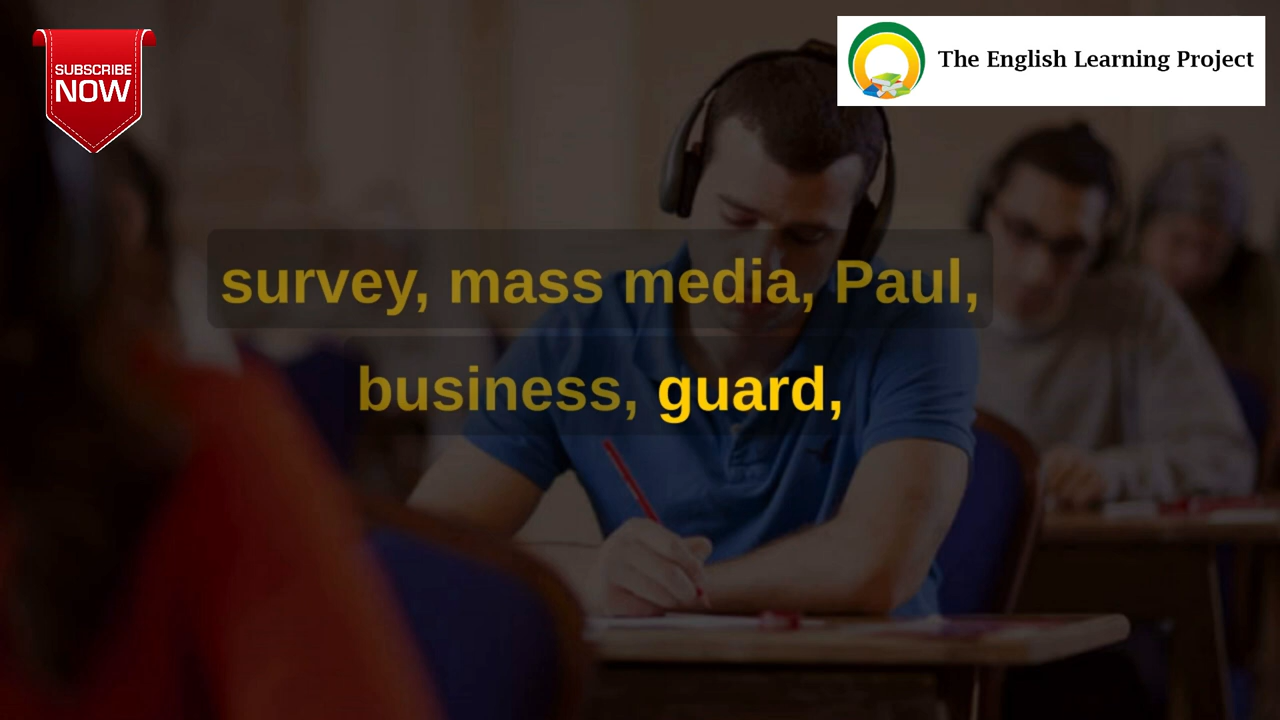 SUBSCRIBE
NOW
The English Learning Project
survey, mass media, Paul,
business, guard,